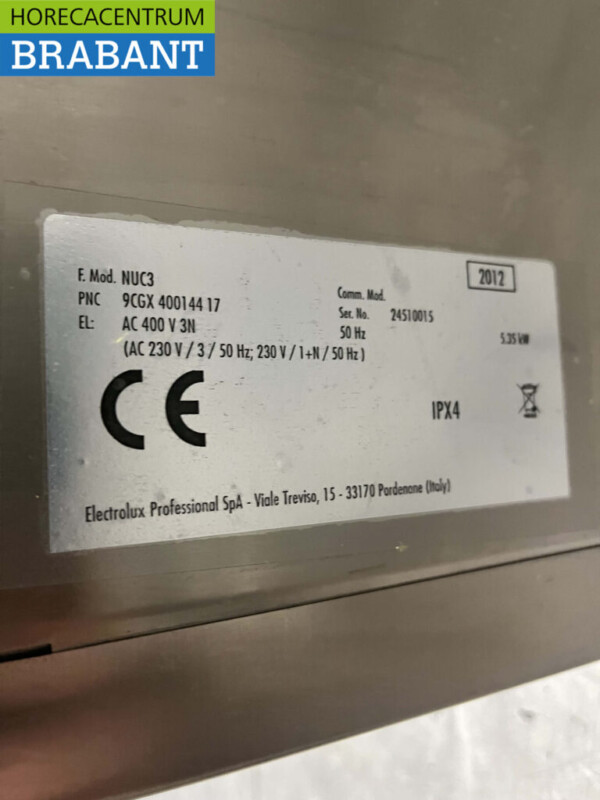 HORECACENTRUM
BRABANT
2012
F. Mod. NUC3
Comm. Mod.
PNC 9CGX 400144 17
Ser. No. 24510015
EL: AC 400 V 3N
50 Hz
5.35 kW
(AC 230 V / 3 / 50 Hz; 230 V / 1+N / 50 Hz )
CE
IPX4
Electrolux Professional SpA - Viale Treviso, 15 - 33170 Pordenone (Italy)